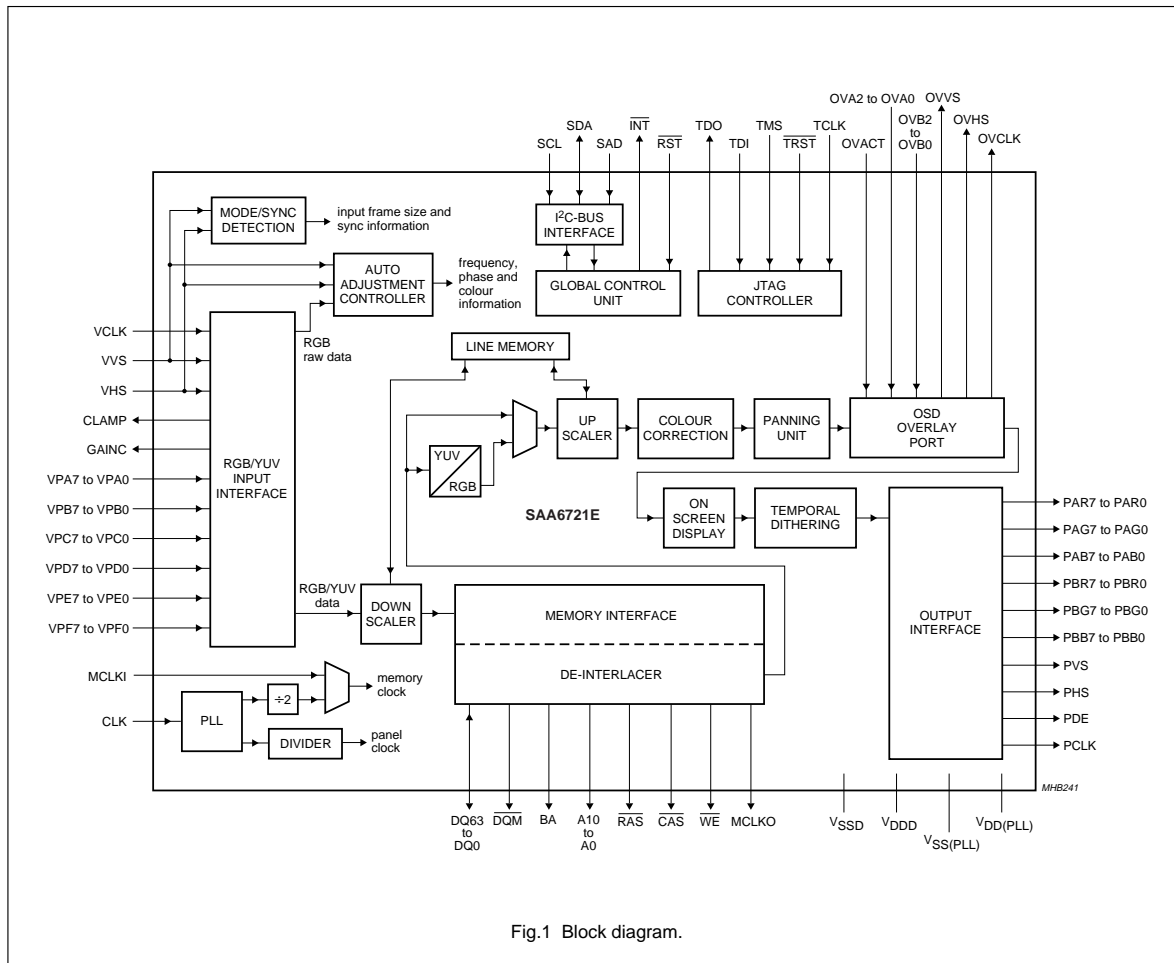 OVA2 to OVA0
OVVS
OVB2
to
OVB0
OVHS
OVCLK
OVACT
SCL
SDA
SAD
I̅N̅T̅
R̅S̅T̅
TDO
TDI
TMS
T̅R̅S̅T̅
TCLK
MODE/SYNC
DETECTION
input frame size and
sync information
I²C-BUS
INTERFACE
AUTO
ADJUSTMENT
CONTROLLER
frequency,
phase and
colour
information
GLOBAL CONTROL
UNIT
JTAG
CONTROLLER
VCLK
VVS
VHS
CLAMP
GAINC
VPA7 to VPA0
VPB7 to VPB0
VPC7 to VPC0
VPD7 to VPD0
VPE7 to VPE0
VPF7 to VPF0
MCLKI
CLK
RGB/YUV
INPUT
INTERFACE
RGB
raw data
LINE MEMORY
YUV
RGB
UP
SCALER
COLOUR
CORRECTION
PANNING
UNIT
OSD
OVERLAY
PORT
SAA6721E
ON
SCREEN
DISPLAY
TEMPORAL
DITHERING
OUTPUT
INTERFACE
PAR7 to PAR0
PAG7 to PAG0
PAB7 to PAB0
PBR7 to PBR0
PBG7 to PBG0
PBB7 to PBB0
PVS
PHS
PDE
PCLK
RGB/YUV
data
DOWN
SCALER
MEMORY INTERFACE
DE-INTERLACER
PLL
÷2
memory
clock
DIVIDER
panel
clock
DQ63
to
DQ0
D̅Q̅M̅
BA
A10
to
A0
R̅A̅S̅
C̅A̅S̅
W̅E̅
MCLKO
VSSD
VDDD
VSS(PLL)
VDD(PLL)
MHB241
Fig.1 Block diagram.